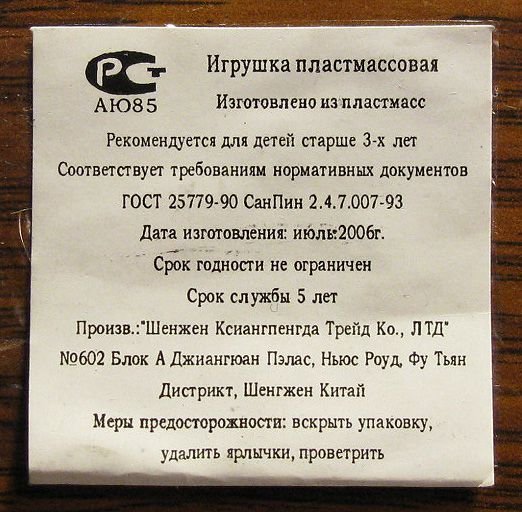 РСТ
АЮ85
Игрушка пластмассовая
Изготовлено из пластмасс
Рекомендуется для детей старше 3-х лет
Соответствует требованиям нормативных документов
ГОСТ 25779-90 СанПин 2.4.7.007-93
Дата изготовления: июль:2006г.
Срок годности не ограничен
Срок службы 5 лет
Произв.:"Шенжен Ксиангпенгда Трейд Ко., ЛТД"
№602 Блок А Джиангюан Пэлас, Ньюс Роуд, Фу Тьян
Дистрикт, Шенгжен Китай
Меры предосторожности: вскрыть упаковку,
удалить ярлычки, проветрить